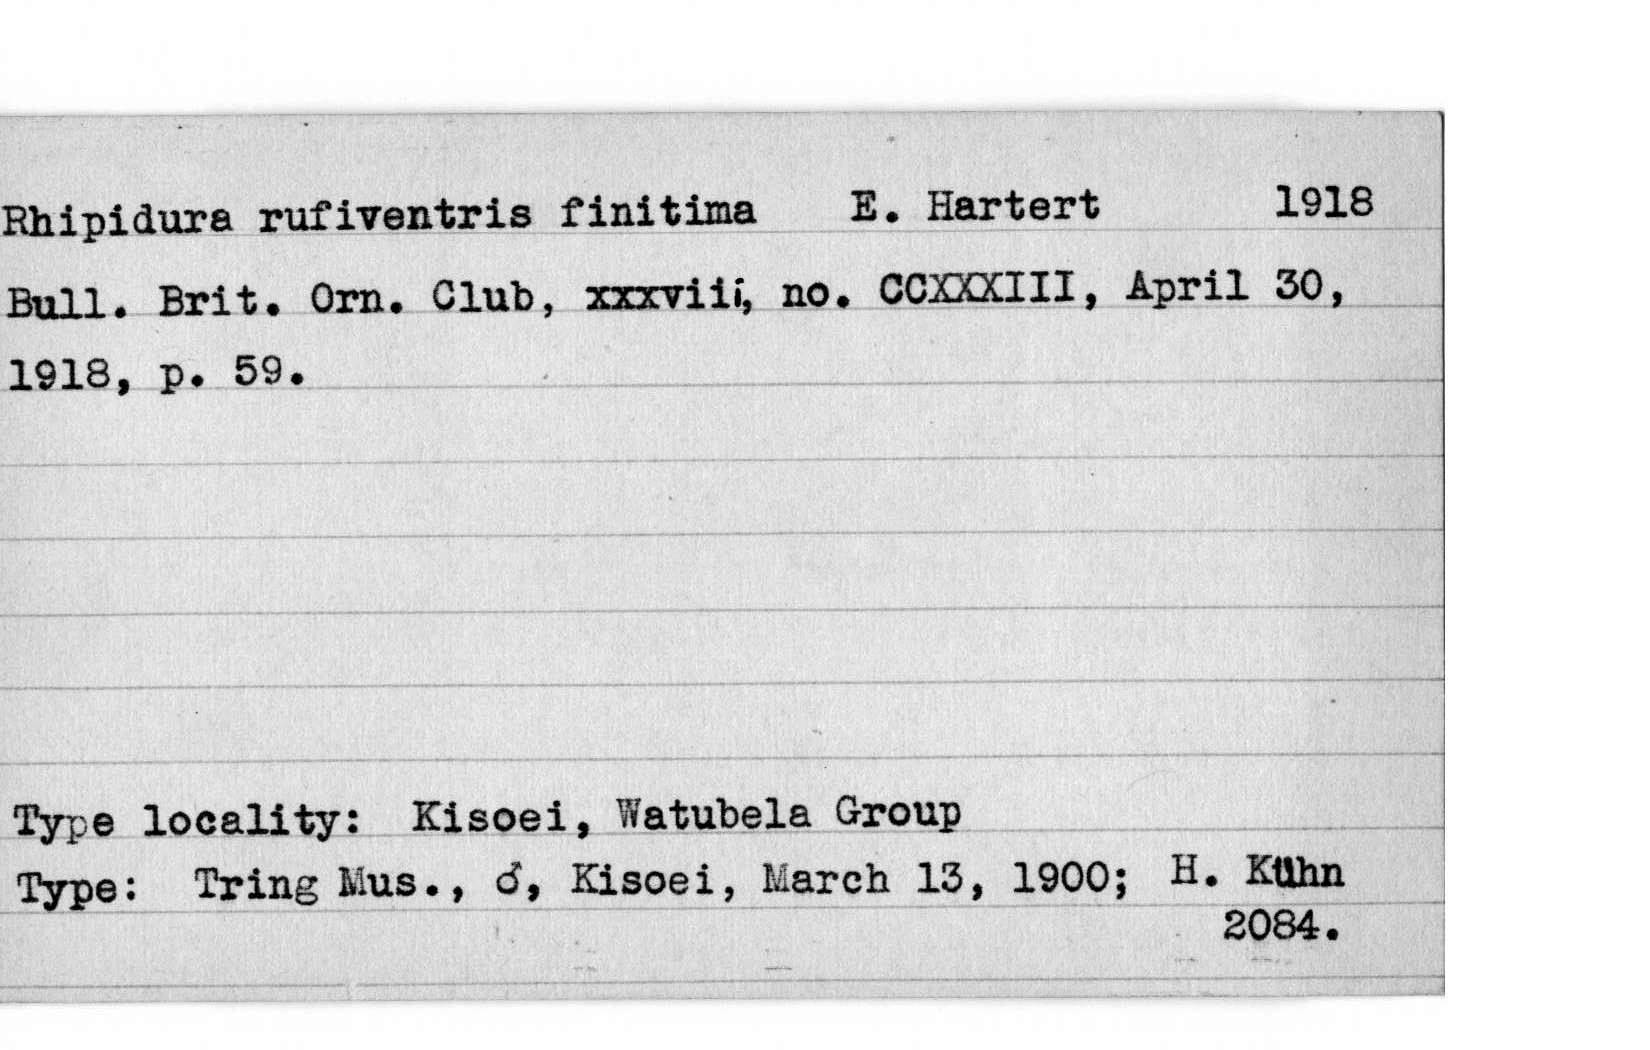 Rhipidura rufiventris finitima E. Hartert 1918
Bull. Brit. Orn. Club, xxxviii, no. CCXXXIII, April 30,
1918, p. 59.
Type locality: Kisoei, Watubela Group
Type: Tring Mus., ♂, Kisoei, March 13, 1900; H. Kühn
2084.